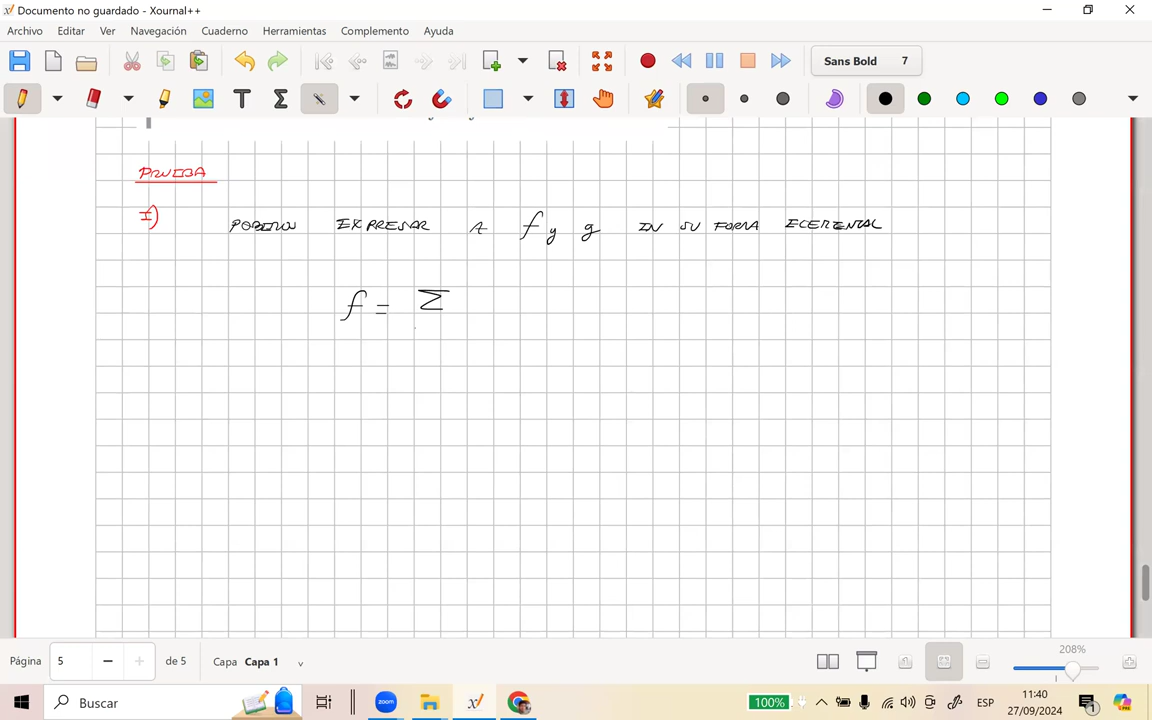 Documento no guardado - Xournal++
Archivo Editar Ver Navegación Cuaderno Herramientas Complemento Ayuda
Sans Bold 7
PRUEBA
I) PODEMOS EXPRESAR A f y g EN SU FORMA ELEMENTAL
f = Σ
Página 5 de 5 Capa Capa 1 208%
Buscar zoom 100% ESP 11:40
27/09/2024 1